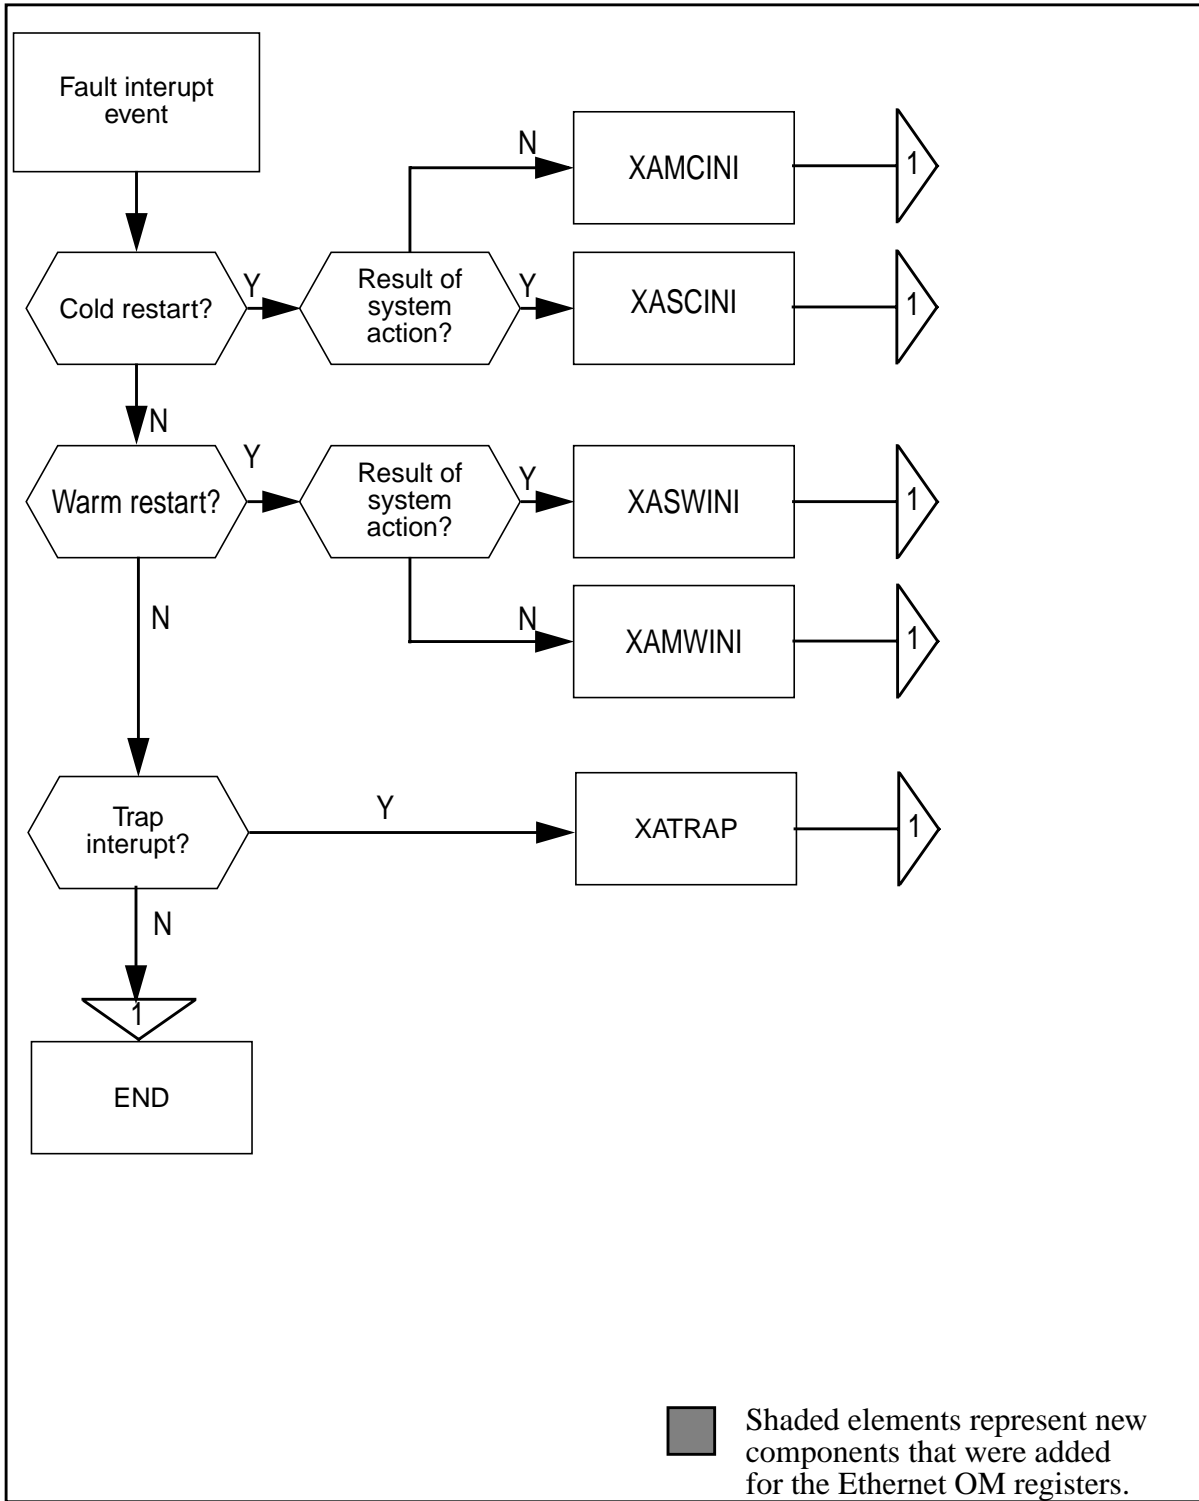 Fault interupt
event
N
XAMCINI
1
Cold restart?
Y
Result of
system
action?
Y
XASCINI
1
N
Warm restart?
Y
Result of
system
action?
Y
XASWINI
1
N
N
XAMWINI
1
Trap
interupt?
Y
XATRAP
1
N
1
END
Shaded elements represent new
components that were added
for the Ethernet OM registers.